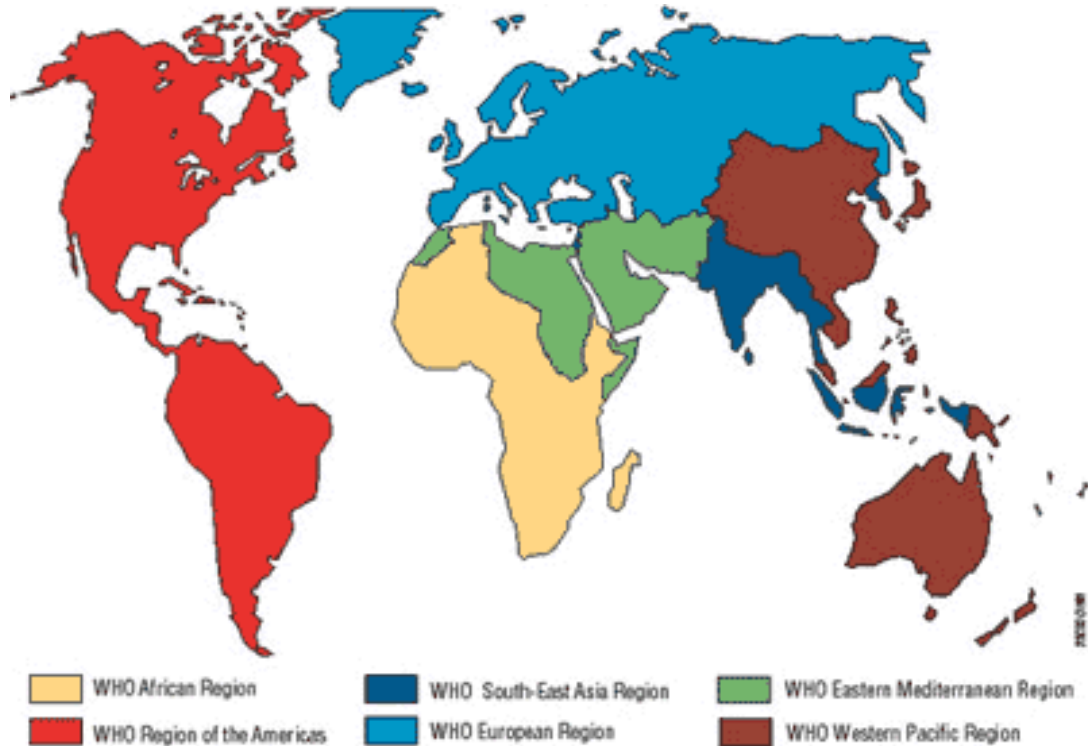 WHO African Region
WHO South-East Asia Region
WHO Eastern Mediterranean Region
WHO Region of the Americas
WHO European Region
WHO Western Pacific Region